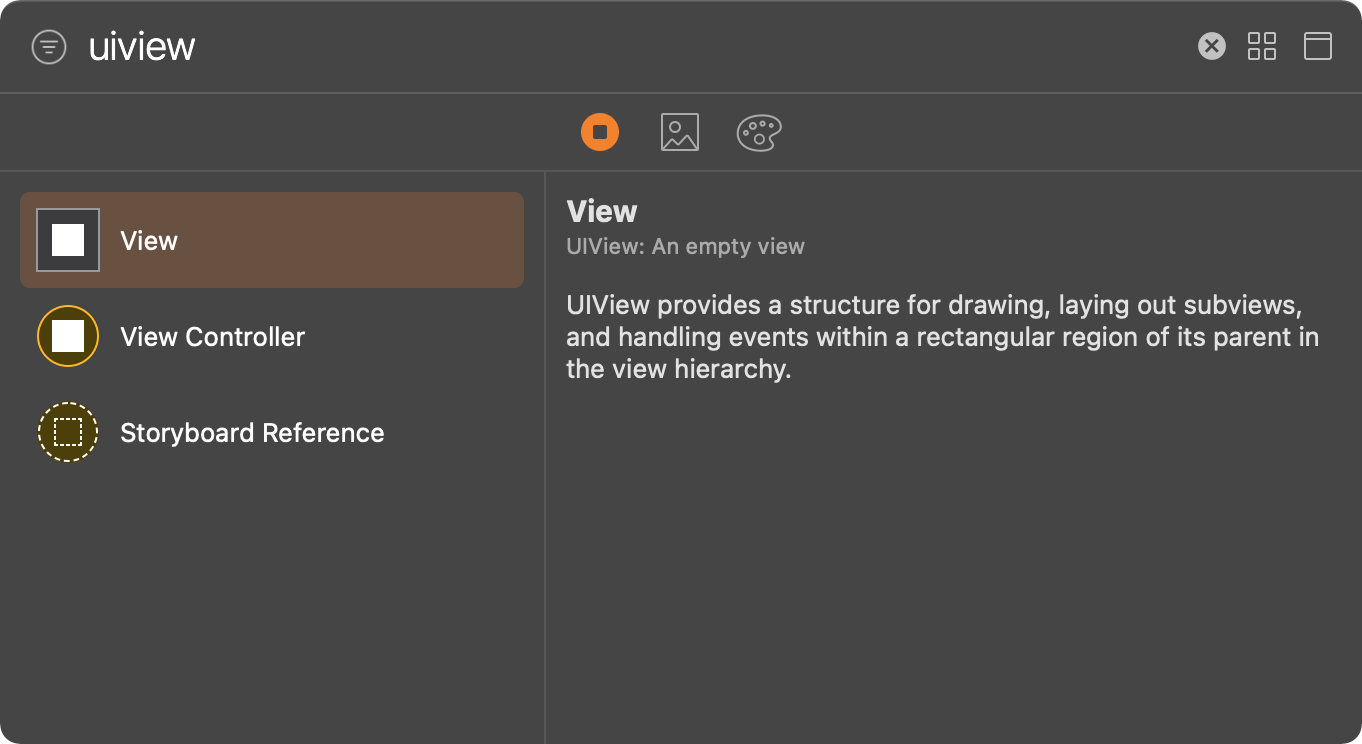 uiview
View
View Controller
Storyboard Reference
View
UIView: An empty view
UIView provides a structure for drawing, laying out subviews,
and handling events within a rectangular region of its parent in
the view hierarchy.